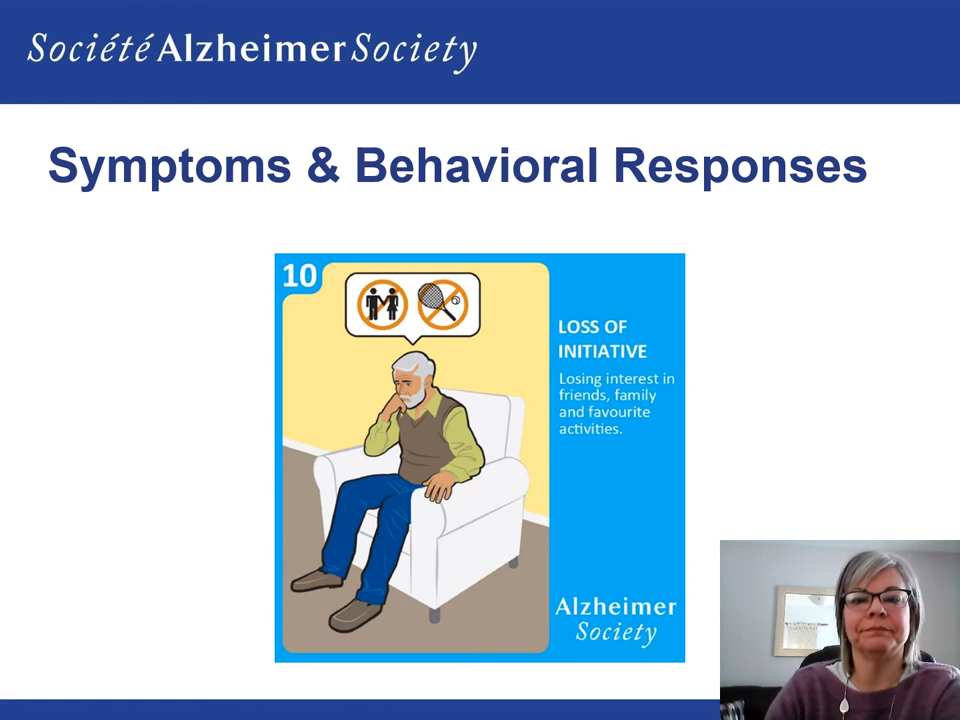 Société Alzheimer Society
Symptoms & Behavioral Responses
10
LOSS OF
INITIATIVE
Losing interest in
friends, family
and favourite
activities.
Alzheimer
Society